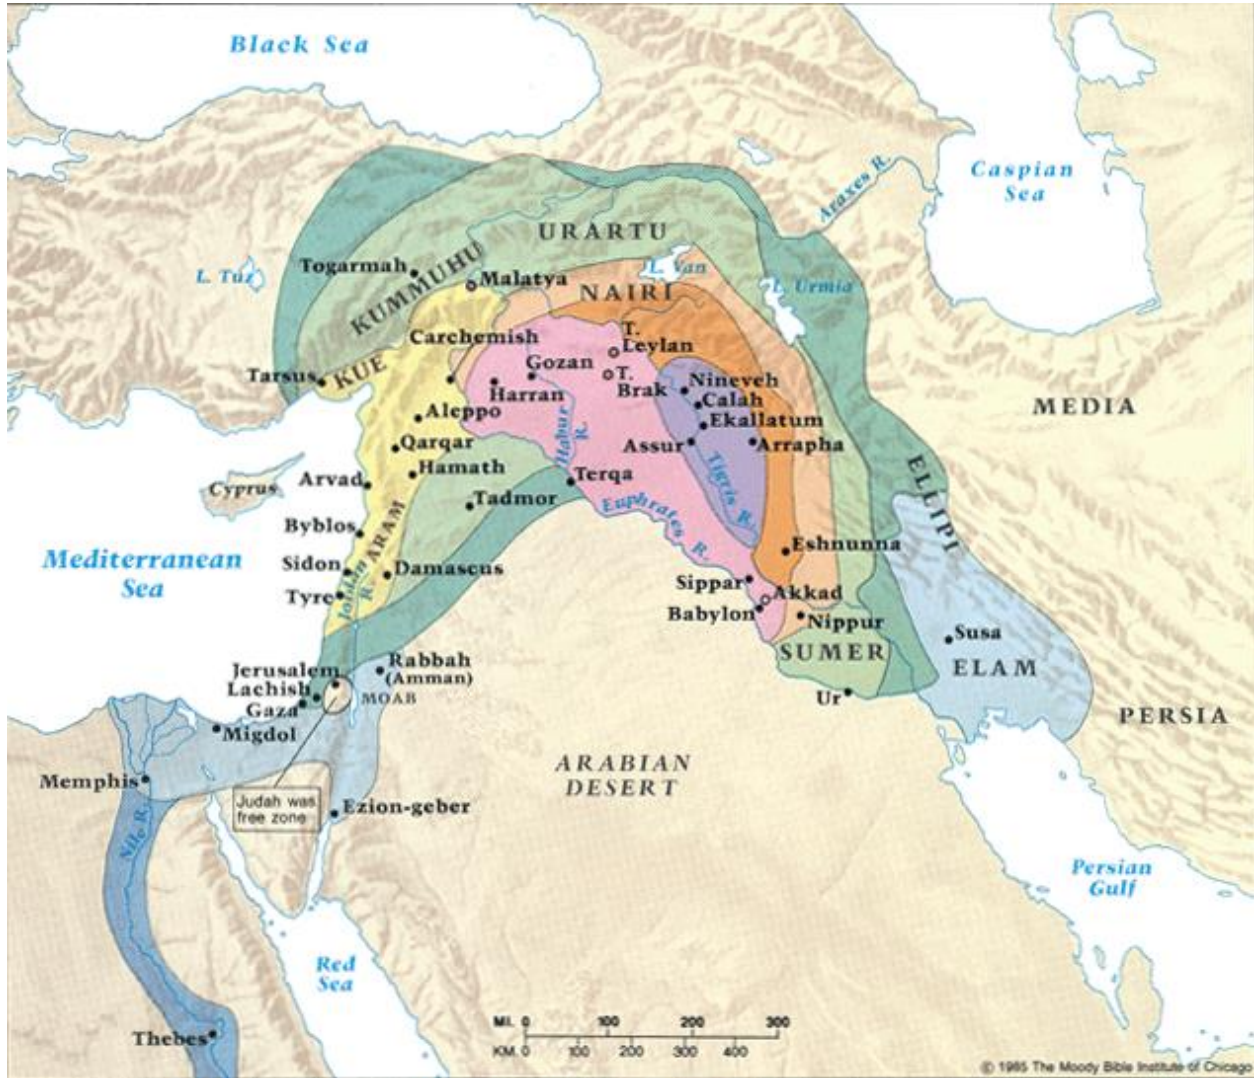 Black Sea
Caspian
Sea
Araxes R.
URARTU
L. Tuz
Togarmah
KUMMUHU
Malatya
L. Van
NAIRI
L. Urmia
Carchemish
T.
Leylan
Gozan
T.
Brak
Tarsus
KUE
Harran
Nineveh
Calah
MEDIA
Aleppo
Habur
R.
Ekallatum
Qarqar
Assur
Arrapha
Cyprus
Arvad
Hamath
Terqa
Tigris R.
ELLIPI
Tadmor
Euphrates R.
Byblos
ARAM
Mediterranean
Sea
Sidon
Damascus
Eshnunna
Tyre
Jordan
R.
Sippar
Akkad
Babylon
Nippur
Susa
SUMER
ELAM
Jerusalem
Rabbah
(Amman)
Lachish
MOAB
Gaza
Ur
PERSIA
Migdol
Memphis
ARABIAN
DESERT
Judah was
free zone
Ezion-geber
Nile R.
Persian
Gulf
Red
Sea
Thebes
MI. 0 100 200 300
KM. 0 100 200 300 400
© 1985 The Moody Bible Institute of Chicago